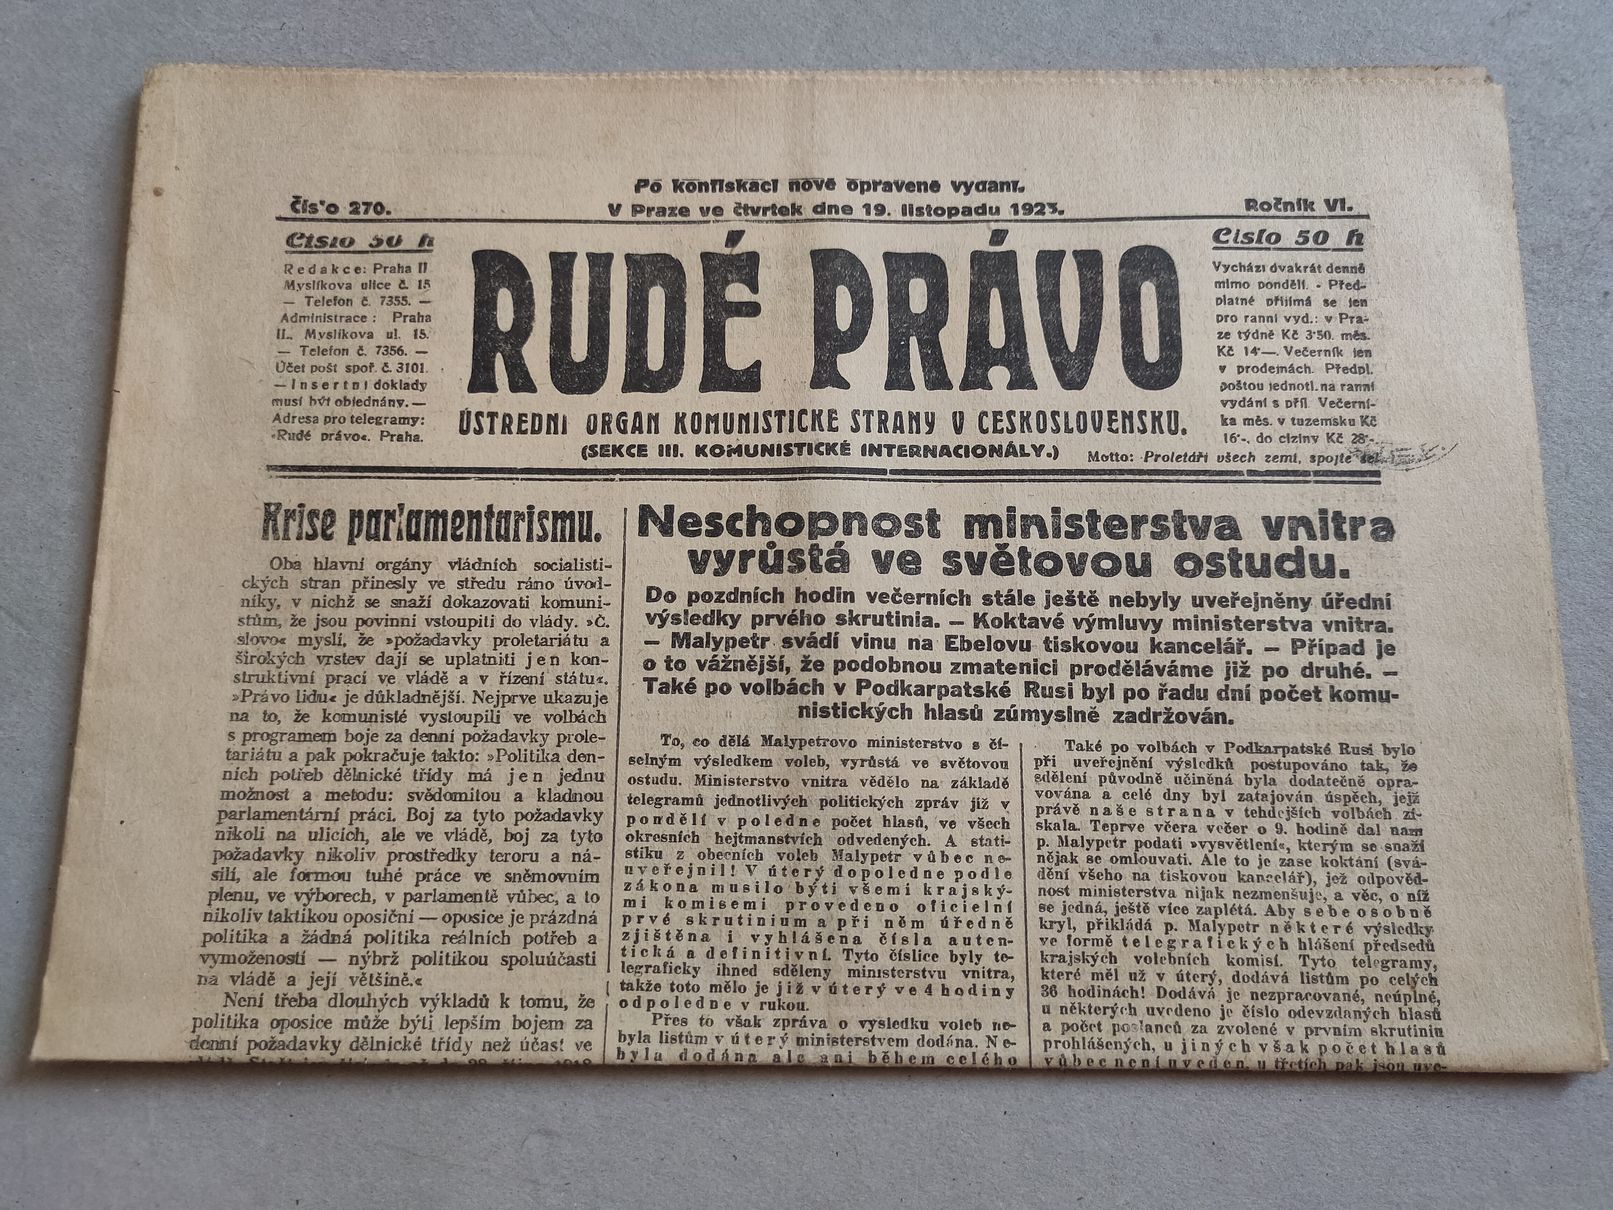 Po konfiskaci nové opravené vydání.
Číslo 270.
V Praze ve čtvrtek dne 19. listopadu 1925.
Ročník VI.
Číslo 50 h
Redakce: Praha II
Myslíkova ulice č. 15
— Telefon č. 7355. —
Administrace: Praha
II., Myslíkova ul. 15.
— Telefon č. 7356. —
Účet pošt spoř. č. 3101.
— Insertní doklady
musí být objednány. —
Adresa pro telegramy:
»Rudé právo«. Praha.
RUDÉ PRÁVO
ÚSTŘEDNÍ ORGÁN KOMUNISTICKÉ STRANY V ČESKOSLOVENSKU.
(SEKCE III. KOMUNISTICKÉ INTERNACIONÁLY.)
Motto: Proletáři všech zemí, spojte se!
Číslo 50 h
Vychází dvakrát denně
mimo pondělí. - Před-
platné přijímá se jen
pro ranní vyd.: v Pra-
ze týdně Kč 3·50, měs.
Kč 14·—. Večerník jen
v prodejnách. Předpl.
poštou jednotl. na ranní
vydání s příl. Večerní-
ka měs. v tuzemsku Kč
16·-, do ciziny Kč 28·-.
Krise parlamentarismu.
Oba hlavní orgány vládních socialisti-
ckých stran přinesly ve středu ráno úvod-
níky, v nichž se snaží dokazovati komuni-
stům, že jsou povinni vstoupiti do vlády. »Č.
slovo« myslí, že »požadavky proletariátu a
širokých vrstev dají se uplatniti jen kon-
struktivní prací ve vládě a v řízení státu«.
»Právo lidu« je důkladnější. Nejprve ukazuje
na to, že komunisté vystoupili ve volbách
s programem boje za denní požadavky prole-
tariátu a pak pokračuje takto: »Politika den-
ních potřeb dělnické třídy má jen jednu
možnost a metodu: svědomitou a kladnou
parlamentární práci. Boj za tyto požadavky
nikoli na ulicích, ale ve vládě, boj za tyto
požadavky nikoliv prostředky teroru a ná-
silí, ale formou tuhé práce ve sněmovním
plenu, ve výborech, v parlamentě vůbec, a to
nikoliv taktikou oposiční — oposice je prázdná
politika a žádná politika reálních potřeb a
vymožeností — nýbrž politikou spoluúčasti
na vládě a její většině.«
Není třeba dlouhých výkladů k tomu, že
politika oposice může býti lepším bojem za
denní požadavky dělnické třídy než účast ve
Neschopnost ministerstva vnitra
vyrůstá ve světovou ostudu.
Do pozdních hodin večerních stále ještě nebyly uveřejněny úřední
výsledky prvého skrutinia. — Koktavé výmluvy ministerstva vnitra.
— Malypetr svádí vinu na Ebelovu tiskovou kancelář. — Případ je
o to vážnější, že podobnou zmatenici proděláváme již po druhé. —
Také po volbách v Podkarpatské Rusi byl po řadu dní počet komu-
nistických hlasů zúmyslně zadržován.
To, co dělá Malypetrovo ministerstvo s čí-
selným výsledkem voleb, vyrůstá ve světovou
ostudu. Ministerstvo vnitra vědělo na základě
telegramů jednotlivých politických zpráv již v
pondělí v poledne počet hlasů, ve všech
okresních hejtmanstvích odvedených. A stati-
stiku z obecních voleb Malypetr vůbec ne-
uveřejnil! V úterý dopoledne podle
zákona musilo býti všemi krajský-
mi komisemi provedeno oficielní
prvé skrutinium a při něm úředně
zjištěna i vyhlášena čísla auten-
tická a definitivní. Tyto číslice byly te-
legraficky ihned sděleny ministerstvu vnitra,
takže toto mělo je již v úterý ve 4 hodiny
odpoledne v rukou.
Přes to však zpráva o výsledku voleb ne-
byla listům v úterý ministerstvem dodána. Ne-
byla dodána ale ani během celého
Také po volbách v Podkarpatské Rusi bylo
při uveřejnění výsledků postupováno tak, že
sdělení původně učiněná byla dodatečně opra-
vována a celé dny byl zatajován úspěch, jejž
právě naše strana v tehdejších volbách zí-
skala. Teprve včera večer o 9. hodině dal nám
p. Malypetr podati »vysvětlení«, kterým se snaží
nějak se omlouvati. Ale to je zase koktání (svá-
dění všeho na tiskovou kancelář), jež odpověd-
nost ministerstva nijak nezmenšuje, a věc, o níž
se jedná, ještě více zaplétá. Aby sebe osobně
kryl, přikládá p. Malypetr některé výsledky
ve formě telegrafických hlášení předsedů
krajských volebních komisí. Tyto telegramy,
které měl už v úterý, dodává listům po celých
36 hodinách! Dodává je nezpracované, neúplné,
u některých uvedeno je číslo odevzdaných hlasů
a počet poslanců za zvolené v prvním skrutiniu
prohlášených, u jiných však počet hlasů
vůbec není uveden, u třetích pak jsou uve-